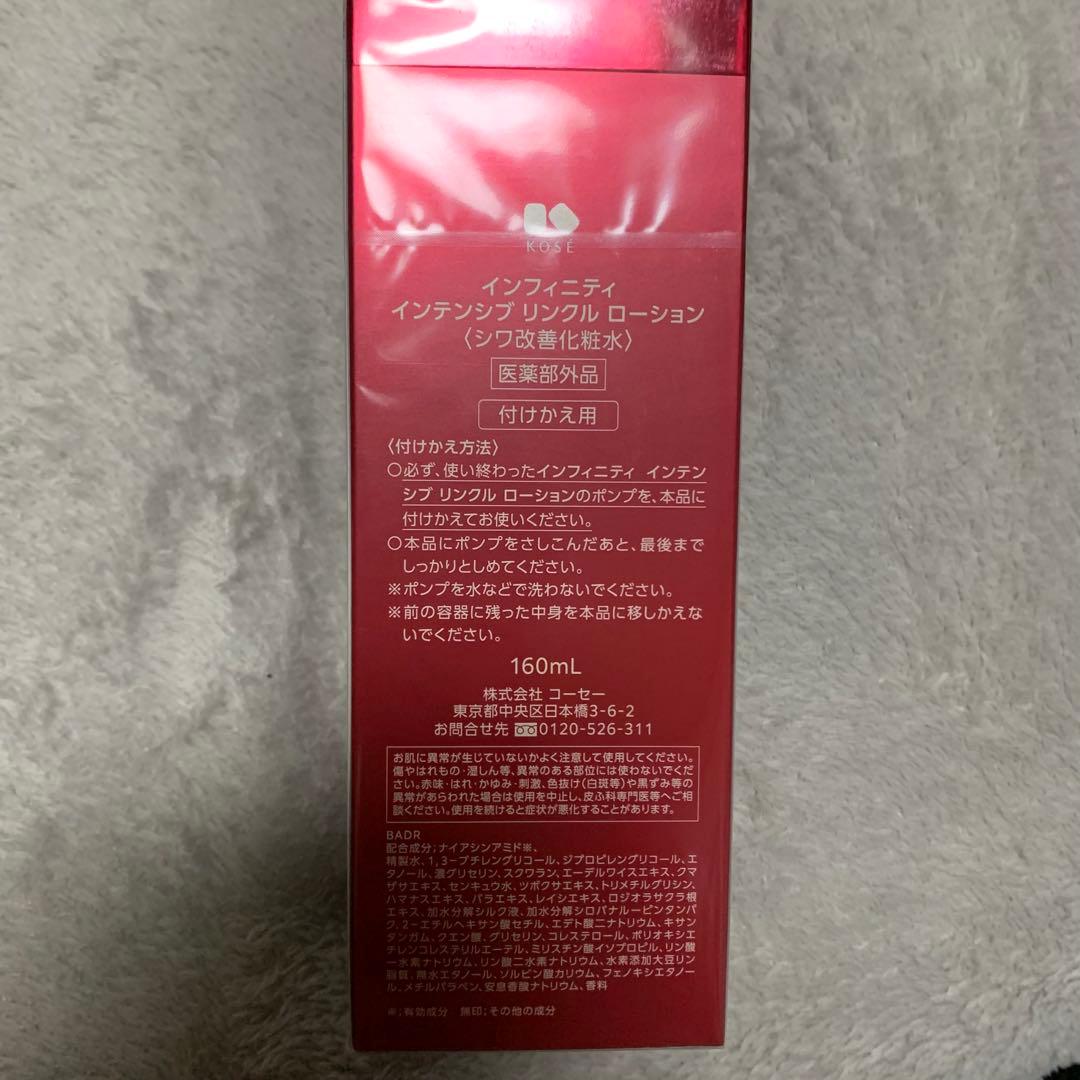 KOSÉ
インフィニティ
インテンシブ リンクル ローション
〈シワ改善化粧水〉
医薬部外品
付けかえ用
〈付けかえ方法〉
○必ず、使い終わったインフィニティ インテン
シブ リンクル ローションのポンプを、本品に
付けかえてお使いください。
○本品にポンプをさしこんだあと、最後まで
しっかりとしめてください。
※ポンプを水などで洗わないでください。
※前の容器に残った中身を本品に移しかえな
いでください。
160mL
株式会社 コーセー
東京都中央区日本橋3-6-2
お問合せ先 0120-526-311
お肌に異常が生じていないかよく注意して使用してください。
傷やはれもの・湿しん等、異常のある部位には使わないでくだ
さい。赤味・はれ・かゆみ・刺激、色抜け(白斑等)や黒ずみ等の
異常があらわれた場合は使用を中止し、皮ふ科専門医等へご相
談ください。使用を続けると症状が悪化することがあります。
BADR
配合成分;ナイアシンアミド※、
精製水、1,3-ブチレングリコール、ジプロピレングリコール、エ
タノール、濃グリセリン、スクワラン、エーデルワイスエキス、クマ
ザサエキス、センキュウ水、ツボクサエキス、トリメチルグリシン、
ハマナスエキス、バラエキス、レイシエキス、ロジオラサクラ根
エキス、加水分解シルク液、加水分解シロバナルーピンタンパ
ク、2-エチルヘキサン酸セチル、エデト酸二ナトリウム、キサン
タンガム、クエン酸、グリセリン、コレステロール、ポリオキシエ
チレンコレステリルエーテル、ミリスチン酸イソプロピル、リン酸
一水素ナトリウム、リン酸二水素ナトリウム、水素添加大豆リン
脂質、無水エタノール、ソルビン酸カリウム、フェノキシエタノー
ル、メチルパラベン、安息香酸ナトリウム、香料
※;有効成分 無印;その他の成分